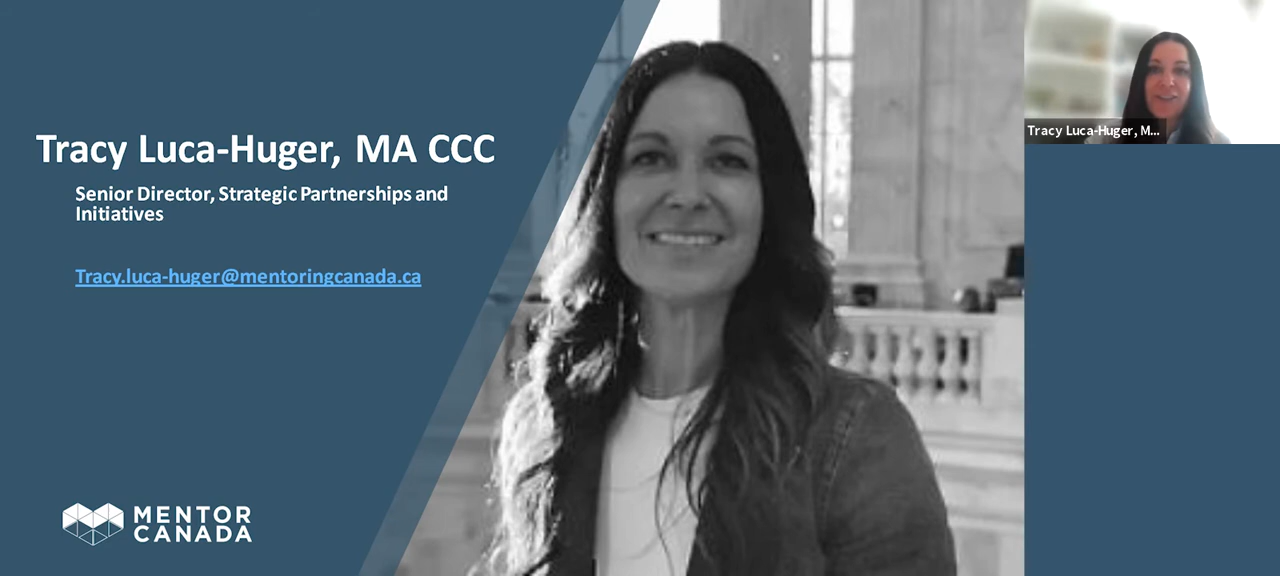 Tracy Luca-Huger, MA CCC
Senior Director, Strategic Partnerships and
Initiatives
Tracy.luca-huger@mentoringcanada.ca
MENTOR
CANADA
Tracy Luca-Huger, M...